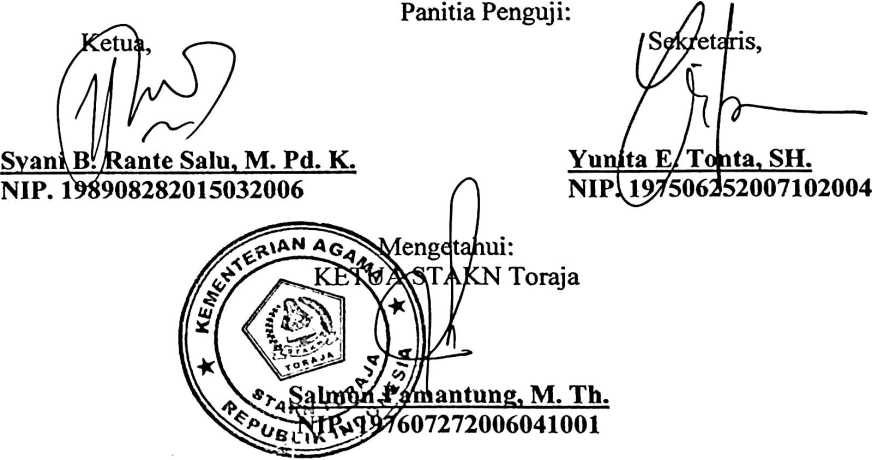 Panitia Penguji:
Ketua,
Sekretaris,
Syani B. Rante Salu, M. Pd. K.
NIP. 198908282015032006
Yunita E. Tonta, SH.
NIP. 197506252007102004
Mengetahui:
KETUA STAKN Toraja
KEMENTERIAN AGAMA
TORAJA
STAKN TORAJA
REPUBLIK INDONESIA
Salmon Pamantung, M. Th.
NIP. 197607272006041001